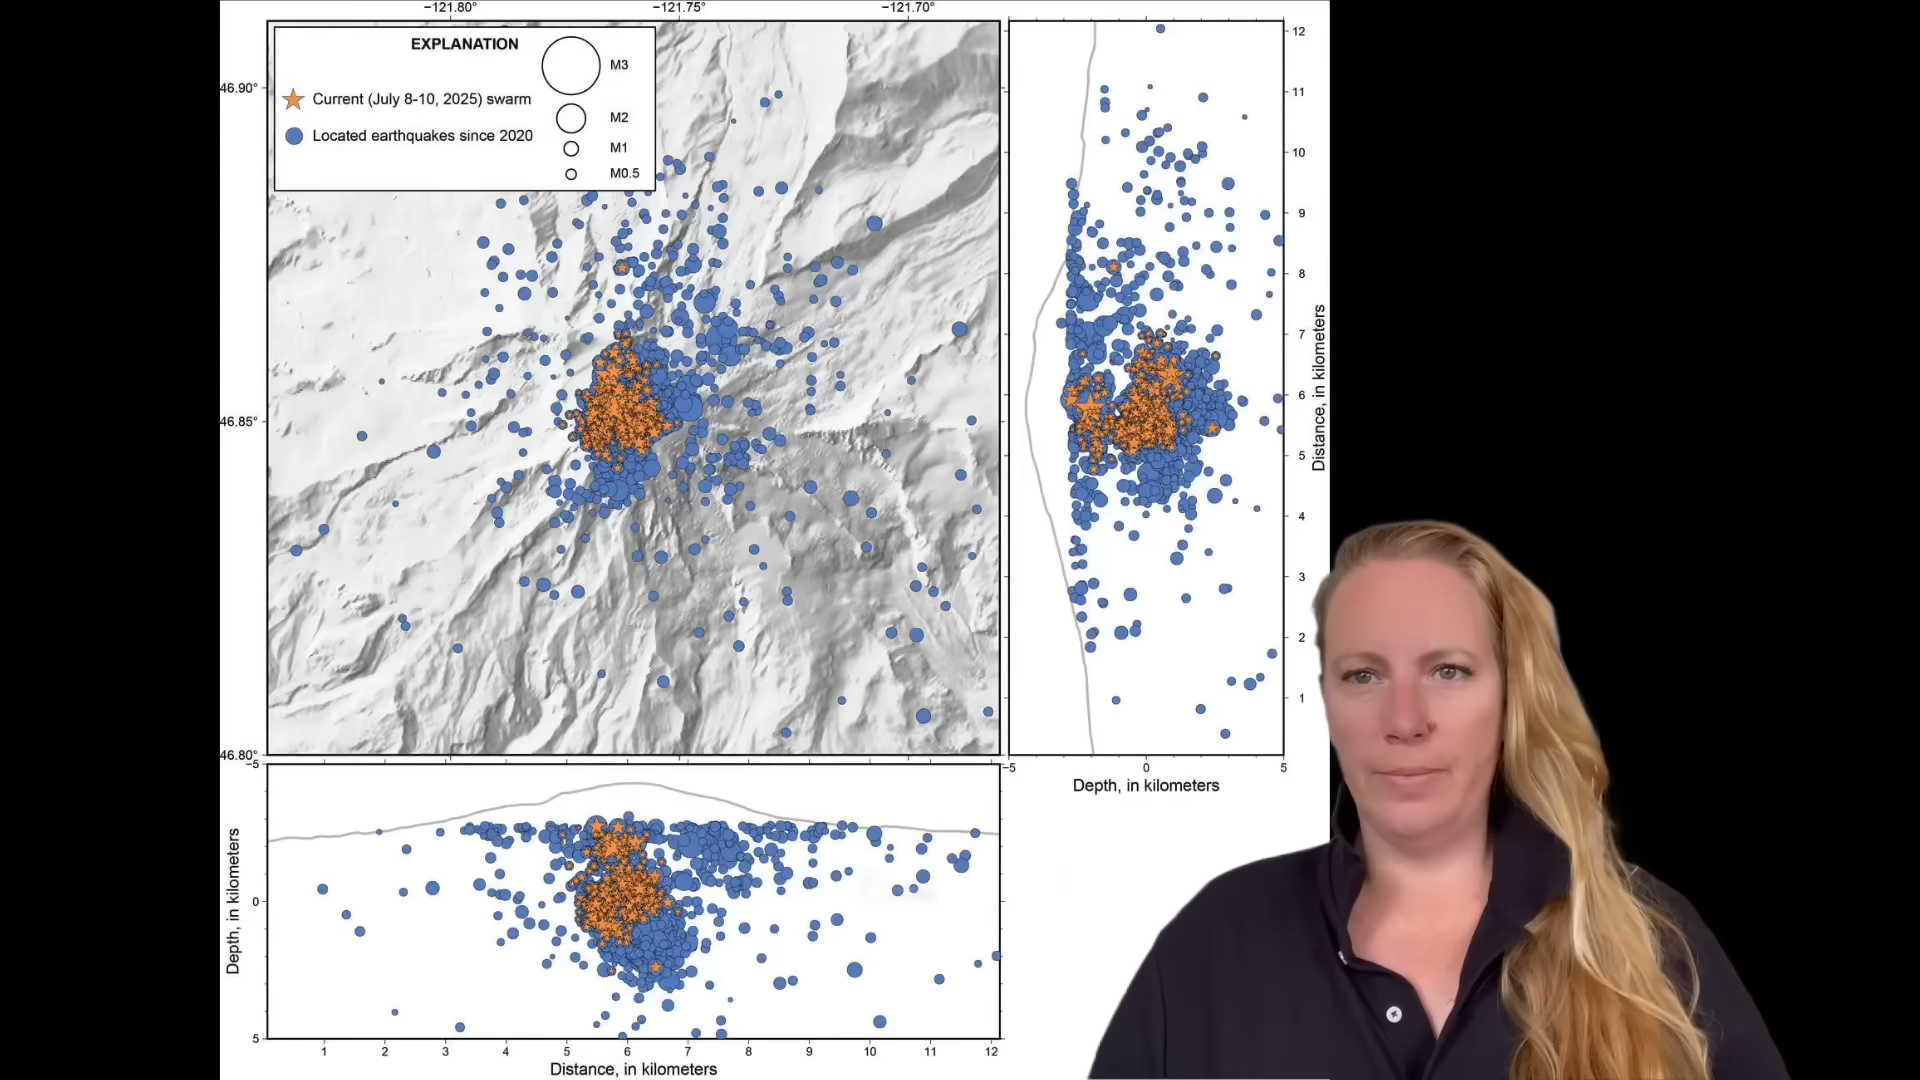 −121.80° −121.75° −121.70°
EXPLANATION
Current (July 8-10, 2025) swarm
Located earthquakes since 2020
M3
M2
M1
M0.5
46.90°
46.85°
46.80°
12
11
10
9
8
7
6
5
4
3
2
1
Distance, in kilometers
−5 0 5
Depth, in kilometers
−5
0
5
Depth, in kilometers
1 2 3 4 5 6 7 8 9 10 11 12
Distance, in kilometers